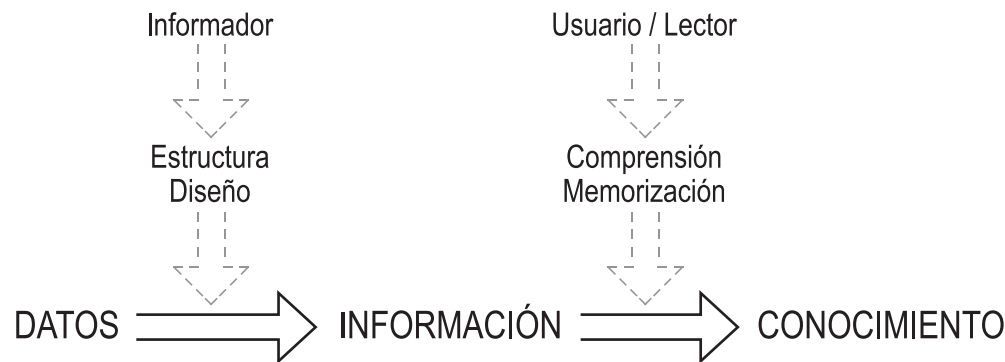 Informador
Usuario / Lector
Estructura
Diseño
Comprensión
Memorización
DATOS
INFORMACIÓN
CONOCIMIENTO